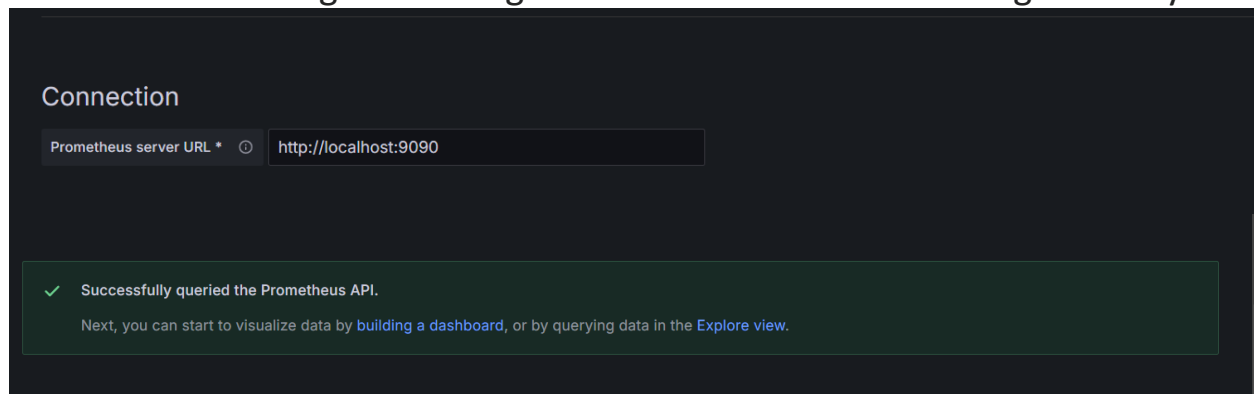 Connection
Prometheus server URL * http://localhost:9090
Successfully queried the Prometheus API.
Next, you can start to visualize data by building a dashboard, or by querying data in the Explore view.